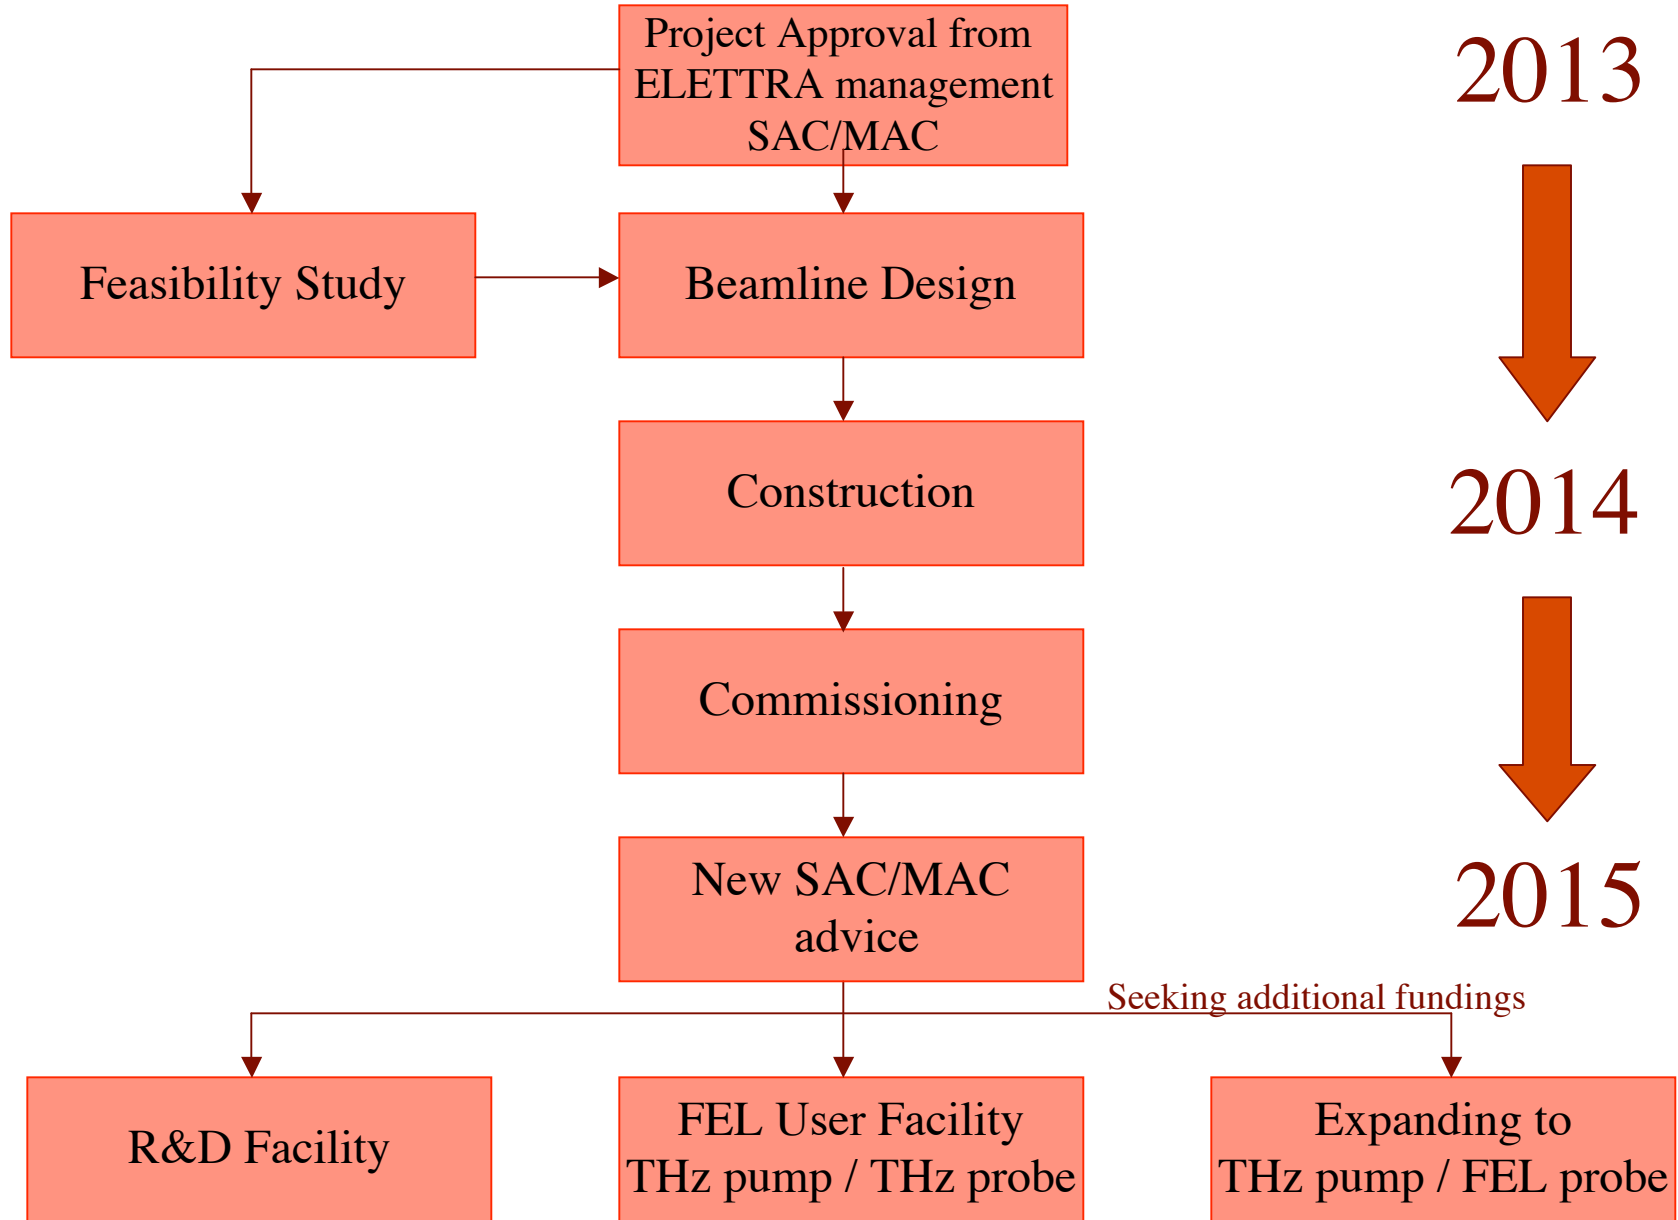 Project Approval from
ELETTRA management
SAC/MAC
2013
Feasibility Study
Beamline Design
Construction
2014
Commissioning
New SAC/MAC
advice
2015
Seeking additional fundings
R&D Facility
FEL User Facility
THz pump / THz probe
Expanding to
THz pump / FEL probe